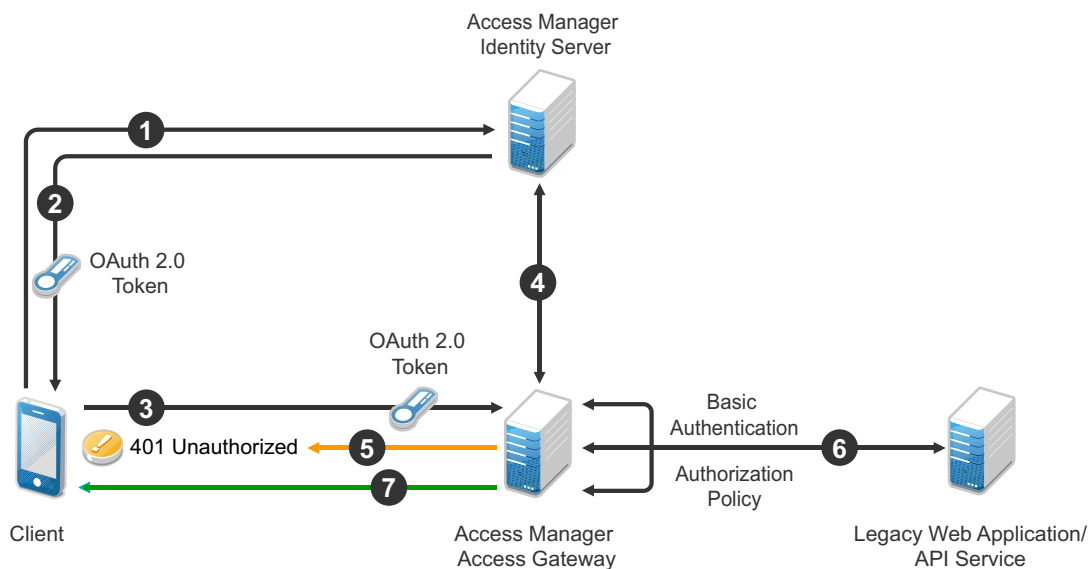 Access Manager
Identity Server
1
2
OAuth 2.0
Token
4
OAuth 2.0
Token
3
401 Unauthorized
5
7
Basic
Authentication
6
Authorization
Policy
Client
Access Manager
Access Gateway
Legacy Web Application/
API Service